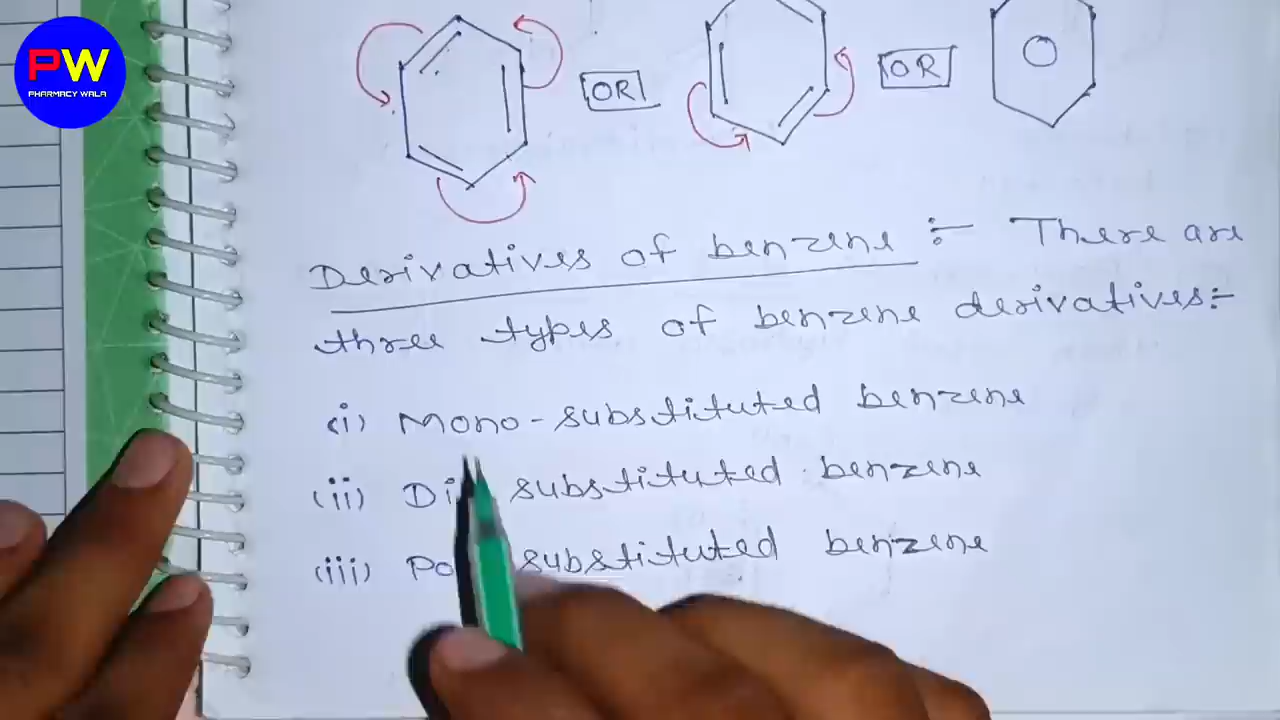 PW
PHARMACY WALA
OR OR
Derivatives of benzene :- There are
three types of benzene derivatives:-
(i) Mono-substituted benzene
(ii) Di substituted benzene
(iii) substituted benzene